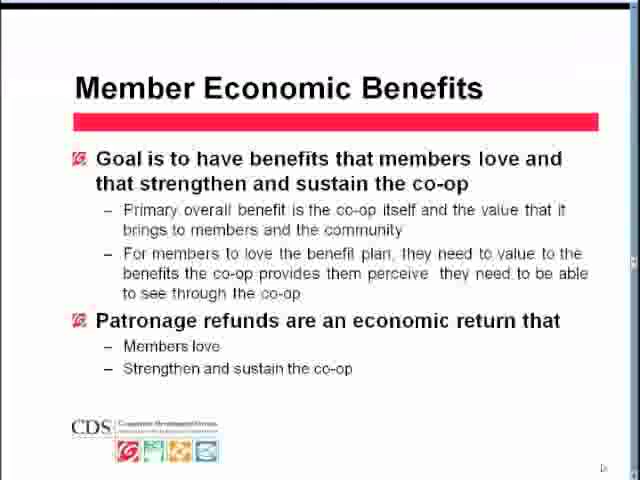 Member Economic Benefits
Goal is to have benefits that members love and
that strengthen and sustain the co-op
– Primary overall benefit is the co-op itself and the value that it
brings to members and the community
– For members to love the benefit plan, they need to value to the
benefits the co-op provides them perceive they need to be able
to see through the co-op
Patronage refunds are an economic return that
– Members love
– Strengthen and sustain the co-op
CDS